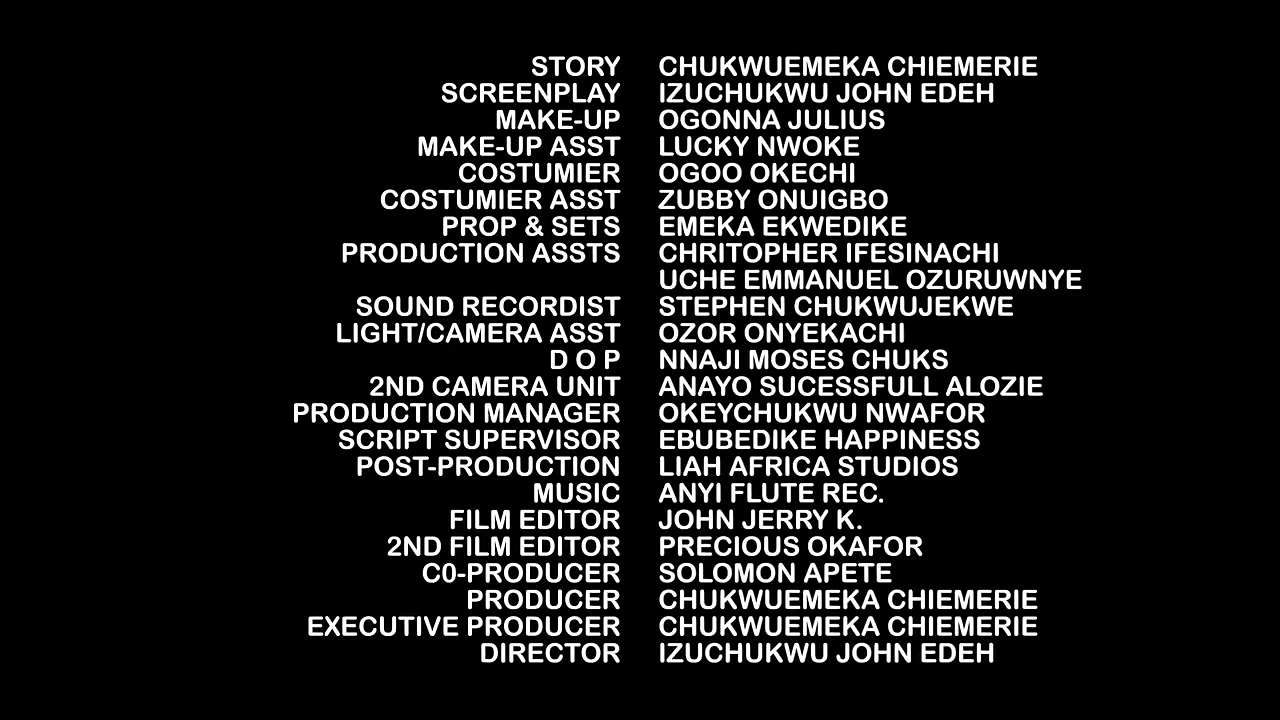 STORY CHUKWUEMEKA CHIEMERIE
SCREENPLAY IZUCHUKWU JOHN EDEH
MAKE-UP OGONNA JULIUS
MAKE-UP ASST LUCKY NWOKE
COSTUMIER OGOO OKECHI
COSTUMIER ASST ZUBBY ONUIGBO
PROP & SETS EMEKA EKWEDIKE
PRODUCTION ASSTS CHRITOPHER IFESINACHI
UCHE EMMANUEL OZURUWNYE
SOUND RECORDIST STEPHEN CHUKWUJEKWE
LIGHT/CAMERA ASST OZOR ONYEKACHI
D O P NNAJI MOSES CHUKS
2ND CAMERA UNIT ANAYO SUCESSFULL ALOZIE
PRODUCTION MANAGER OKEYCHUKWU NWAFOR
SCRIPT SUPERVISOR EBUBEDIKE HAPPINESS
POST-PRODUCTION LIAH AFRICA STUDIOS
MUSIC ANYI FLUTE REC.
FILM EDITOR JOHN JERRY K.
2ND FILM EDITOR PRECIOUS OKAFOR
C0-PRODUCER SOLOMON APETE
PRODUCER CHUKWUEMEKA CHIEMERIE
EXECUTIVE PRODUCER CHUKWUEMEKA CHIEMERIE
DIRECTOR IZUCHUKWU JOHN EDEH